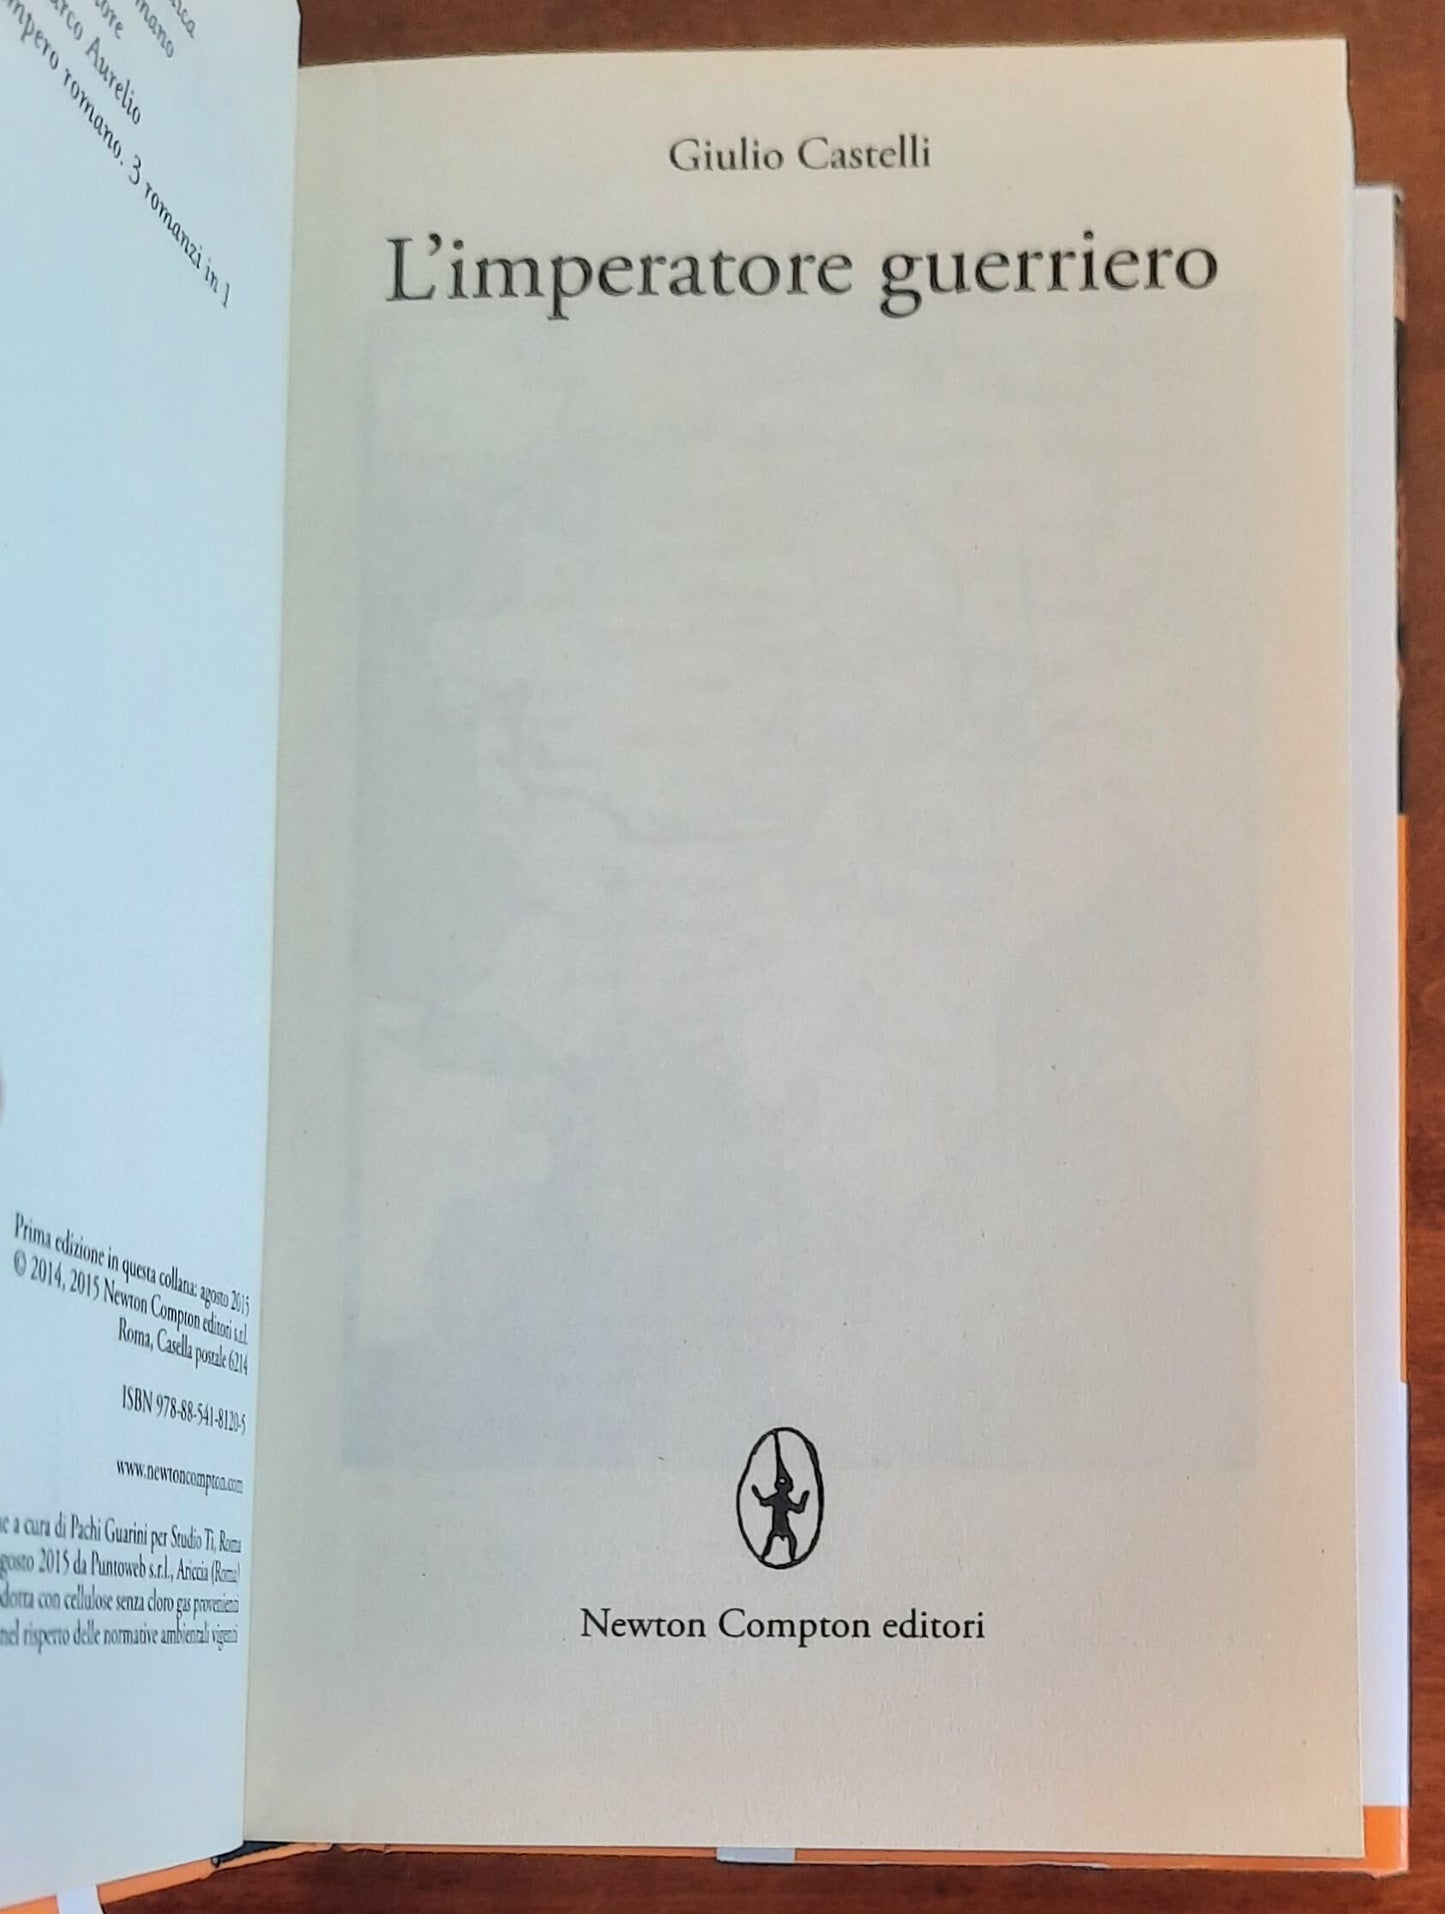 Marco Aurelio
impero romano. 3 romanzi in 1
Prima edizione in questa collana: agosto 2015
© 2014, 2015 Newton Compton editori s.r.l.
Roma, Casella postale 6214
ISBN 978-88-541-8120-5
www.newtoncompton.com
a cura di Pachi Guarini per Studio Ti, Roma
agosto 2015 da Puntoweb s.r.l., Ariccia (Roma)
con cellulose senza cloro gas provenienti
nel rispetto delle normative ambientali vigenti
Giulio Castelli
L'imperatore guerriero
Newton Compton editori